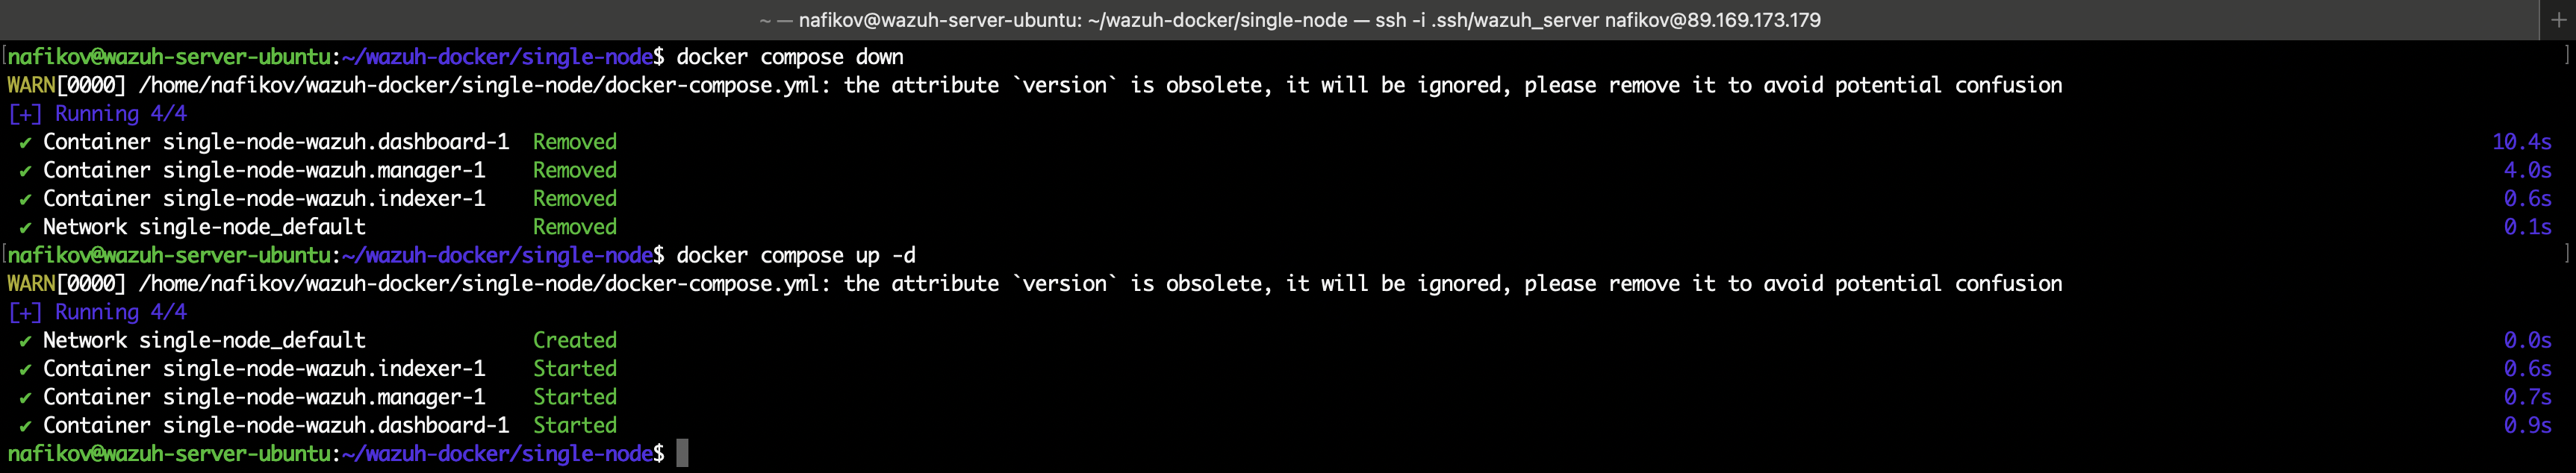 ~ — nafikov@wazuh-server-ubuntu: ~/wazuh-docker/single-node — ssh -i .ssh/wazuh_server nafikov@89.169.173.179 +
[nafikov@wazuh-server-ubuntu:~/wazuh-docker/single-node$ docker compose down ]
WARN[0000] /home/nafikov/wazuh-docker/single-node/docker-compose.yml: the attribute `version` is obsolete, it will be ignored, please remove it to avoid potential confusion
[+] Running 4/4
✔ Container single-node-wazuh.dashboard-1 Removed 10.4s
✔ Container single-node-wazuh.manager-1 Removed 4.0s
✔ Container single-node-wazuh.indexer-1 Removed 0.6s
✔ Network single-node_default Removed 0.1s
[nafikov@wazuh-server-ubuntu:~/wazuh-docker/single-node$ docker compose up -d ]
WARN[0000] /home/nafikov/wazuh-docker/single-node/docker-compose.yml: the attribute `version` is obsolete, it will be ignored, please remove it to avoid potential confusion
[+] Running 4/4
✔ Network single-node_default Created 0.0s
✔ Container single-node-wazuh.indexer-1 Started 0.6s
✔ Container single-node-wazuh.manager-1 Started 0.7s
✔ Container single-node-wazuh.dashboard-1 Started 0.9s
nafikov@wazuh-server-ubuntu:~/wazuh-docker/single-node$